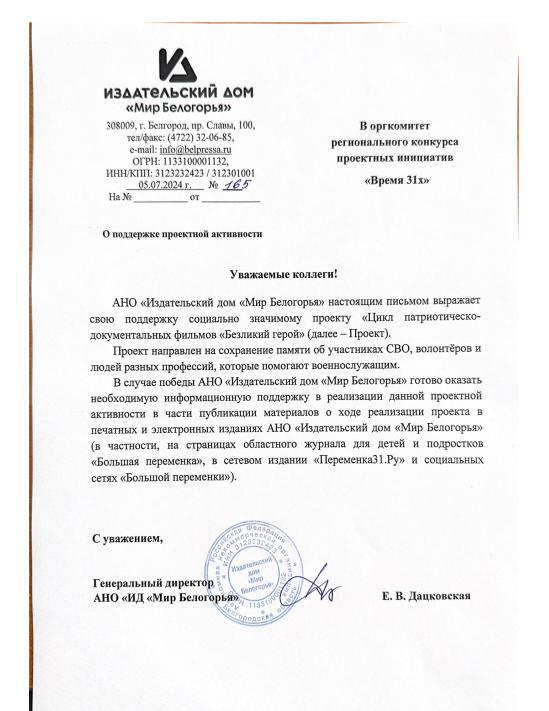 ИЗДАТЕЛЬСКИЙ ДОМ
«Мир Белогорья»
308009, г. Белгород, пр. Славы, 100,
тел/факс: (4722) 32-06-85,
e-mail: info@belpressa.ru
ОГРН: 1133100001132,
ИНН/КПП: 3123232423 / 312301001
05.07.2024 г. № 165
На № ____________ от ____________
В оргкомитет
регионального конкурса
проектных инициатив
«Время 31х»
О поддержке проектной активности
Уважаемые коллеги!
АНО «Издательский дом «Мир Белогорья» настоящим письмом выражает
свою поддержку социально значимому проекту «Цикл патриотическо-
документальных фильмов «Безликий герой» (далее – Проект).
Проект направлен на сохранение памяти об участниках СВО, волонтёров и
людей разных профессий, которые помогают военнослужащим.
В случае победы АНО «Издательский дом «Мир Белогорья» готово оказать
необходимую информационную поддержку в реализации данной проектной
активности в части публикации материалов о ходе реализации проекта в
печатных и электронных изданиях АНО «Издательский дом «Мир Белогорья»
(в частности, на страницах областного журнала для детей и подростков
«Большая переменка», в сетевом издании «Переменка31.Ру» и социальных
сетях «Большой переменки»).
С уважением,
Генеральный директор
АНО «ИД «Мир Белогорья»
Е. В. Дацковская
Российская Федерация
ИНН 3123232423
ОГРН 1133100001132
Белгородская область
Издательский
дом
«Мир
Белогорья»